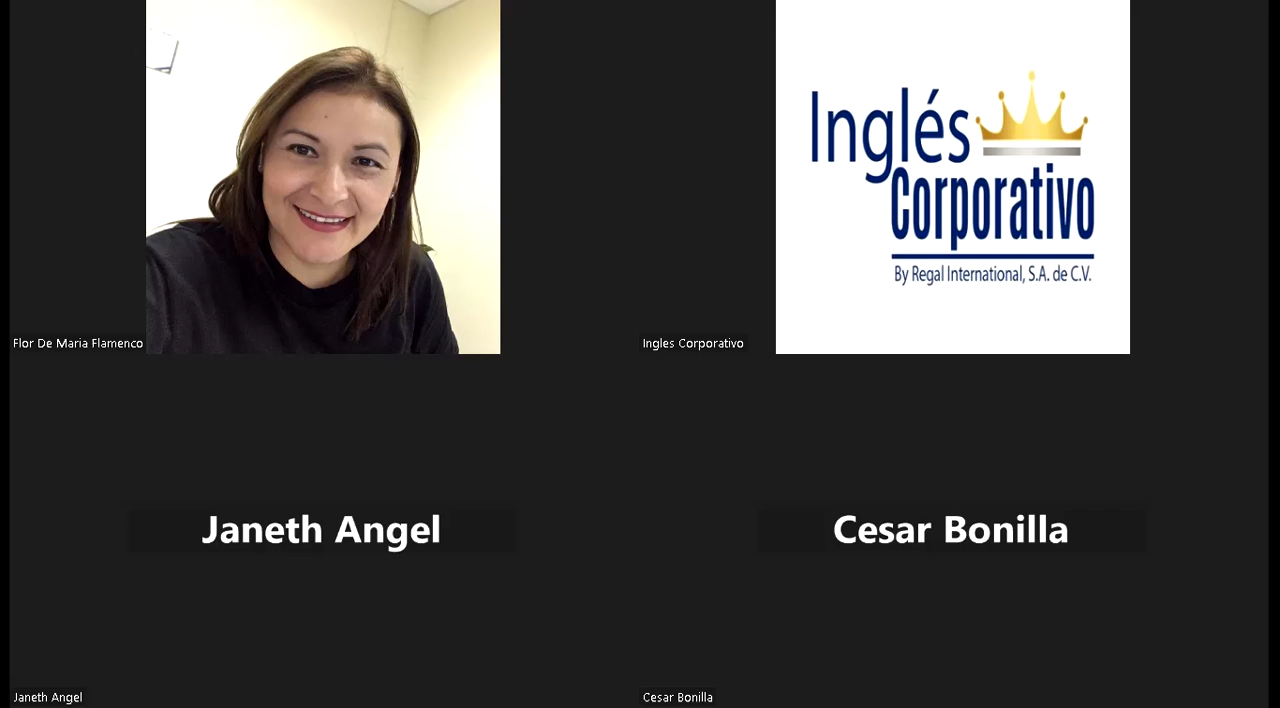 Inglés
Corporativo
By Regal International, S.A. de C.V.
Flor De Maria Flamenco
Ingles Corporativo
Janeth Angel
Cesar Bonilla
Janeth Angel
Cesar Bonilla